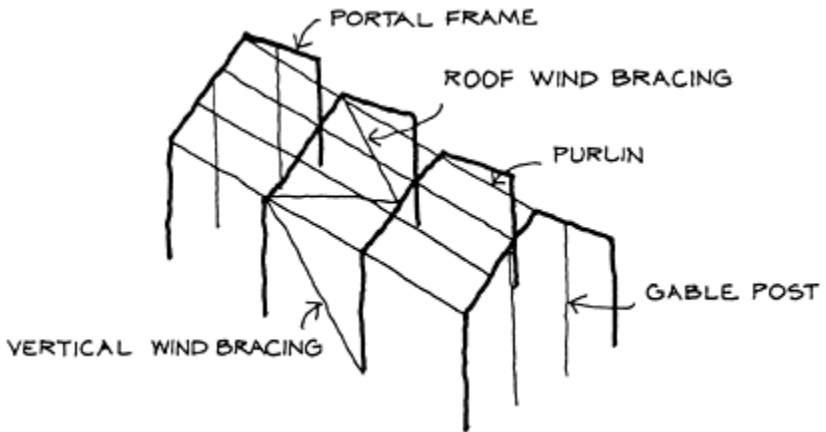 PORTAL FRAME
ROOF WIND BRACING
PURLIN
GABLE POST
VERTICAL WIND BRACING